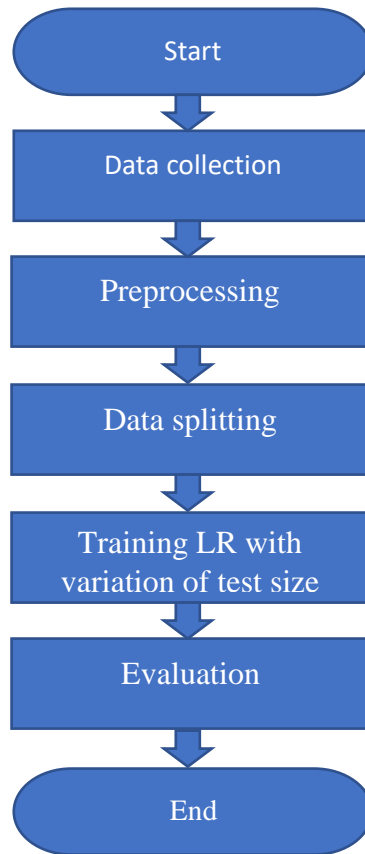 Start
Data collection
Preprocessing
Data splitting
Training LR with
variation of test size
Evaluation
End